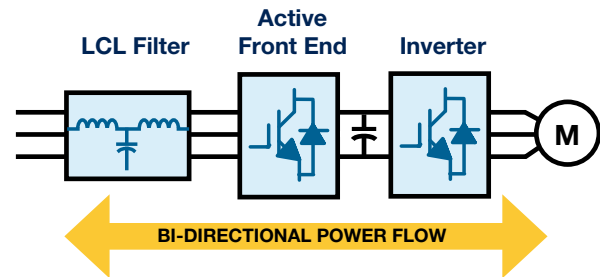 LCL Filter
Active
Front End
Inverter
M
BI-DIRECTIONAL POWER FLOW